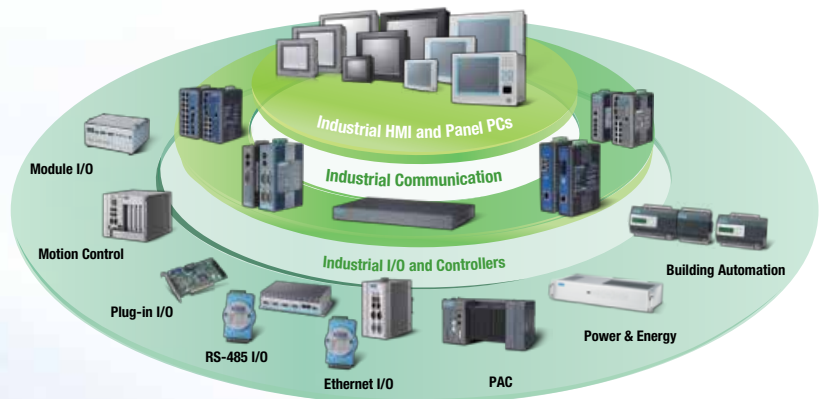 Industrial HMI and Panel PCs
Module I/O
Industrial Communication
Motion Control
Industrial I/O and Controllers
Building Automation
Plug-in I/O
Power & Energy
RS-485 I/O
Ethernet I/O
PAC